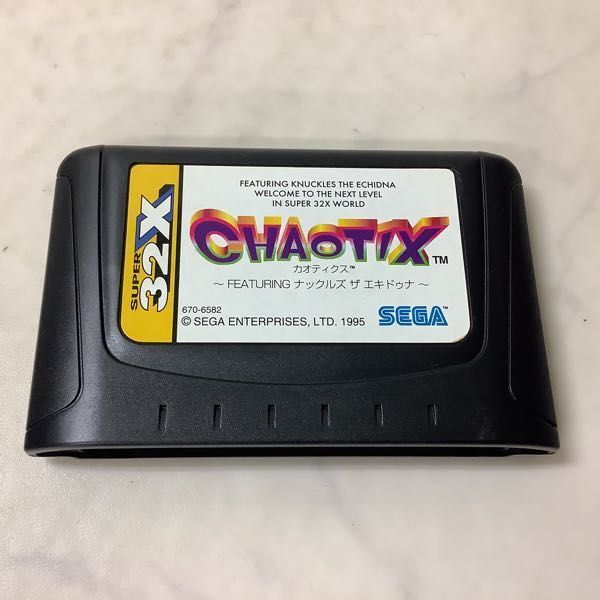 SUPER 32X
FEATURING KNUCKLES THE ECHIDNA
WELCOME TO THE NEXT LEVEL
IN SUPER 32X WORLD
CHAOTIX™
カオティクス™
～ FEATURING ナックルズ ザ エキドゥナ ～
670-6582
© SEGA ENTERPRISES, LTD. 1995
SEGA™